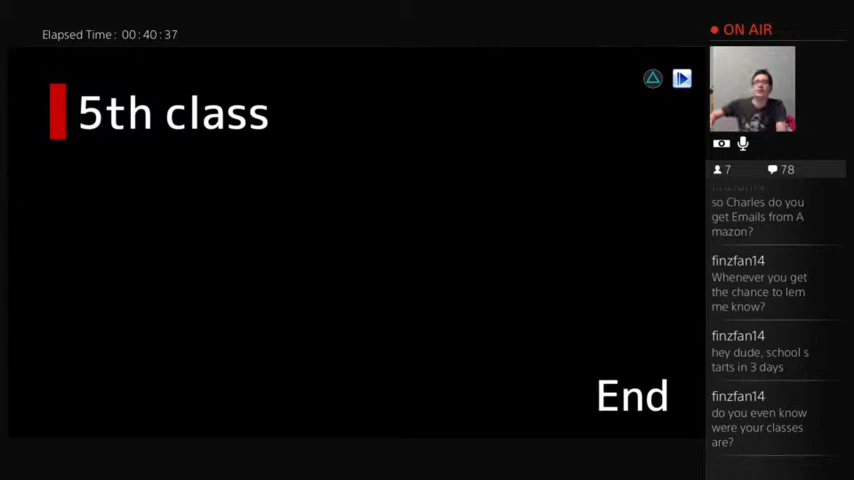 Elapsed Time: 00:40:37
ON AIR
5th class
7 78
so Charles do you
get Emails from A
mazon?
finzfan14
Whenever you get
the chance to lem
me know?
finzfan14
hey dude, school s
tarts in 3 days
finzfan14
do you even know
were your classes
are?
End